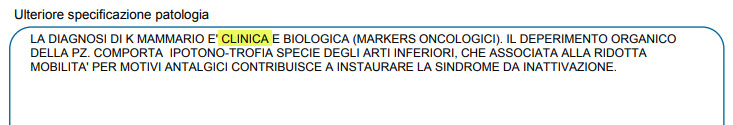 Ulteriore specificazione patologia
LA DIAGNOSI DI K MAMMARIO E' CLINICA E BIOLOGICA (MARKERS ONCOLOGICI). IL DEPERIMENTO ORGANICO
DELLA PZ. COMPORTA IPOTONO-TROFIA SPECIE DEGLI ARTI INFERIORI, CHE ASSOCIATA ALLA RIDOTTA
MOBILITA' PER MOTIVI ANTALGICI CONTRIBUISCE A INSTAURARE LA SINDROME DA INATTIVAZIONE.